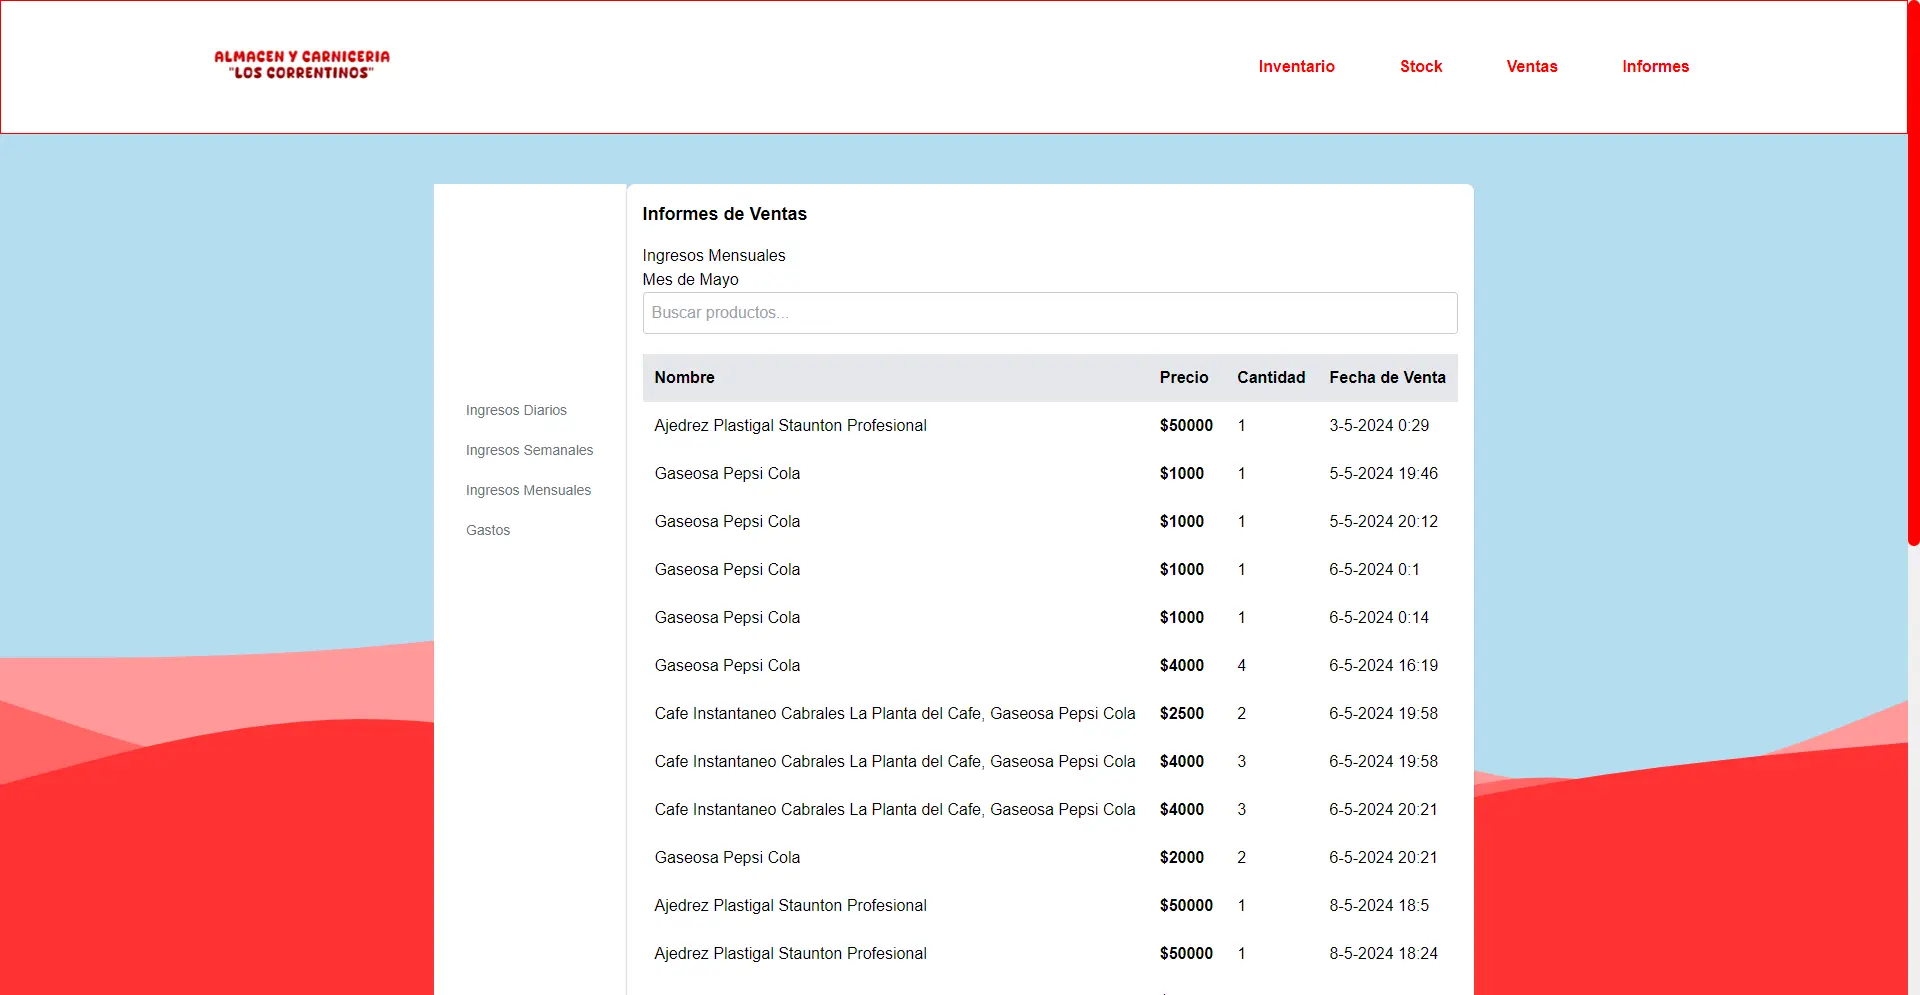 ALMACEN Y CARNICERIA
"LOS CORRENTINOS"
Inventario Stock Ventas Informes
Ingresos Diarios
Ingresos Semanales
Ingresos Mensuales
Gastos
Informes de Ventas
Ingresos Mensuales
Mes de Mayo
Buscar productos...
Nombre Precio Cantidad Fecha de Venta
Ajedrez Plastigal Staunton Profesional $50000 1 3-5-2024 0:29
Gaseosa Pepsi Cola $1000 1 5-5-2024 19:46
Gaseosa Pepsi Cola $1000 1 5-5-2024 20:12
Gaseosa Pepsi Cola $1000 1 6-5-2024 0:1
Gaseosa Pepsi Cola $1000 1 6-5-2024 0:14
Gaseosa Pepsi Cola $4000 4 6-5-2024 16:19
Cafe Instantaneo Cabrales La Planta del Cafe, Gaseosa Pepsi Cola $2500 2 6-5-2024 19:58
Cafe Instantaneo Cabrales La Planta del Cafe, Gaseosa Pepsi Cola $4000 3 6-5-2024 19:58
Cafe Instantaneo Cabrales La Planta del Cafe, Gaseosa Pepsi Cola $4000 3 6-5-2024 20:21
Gaseosa Pepsi Cola $2000 2 6-5-2024 20:21
Ajedrez Plastigal Staunton Profesional $50000 1 8-5-2024 18:5
Ajedrez Plastigal Staunton Profesional $50000 1 8-5-2024 18:24